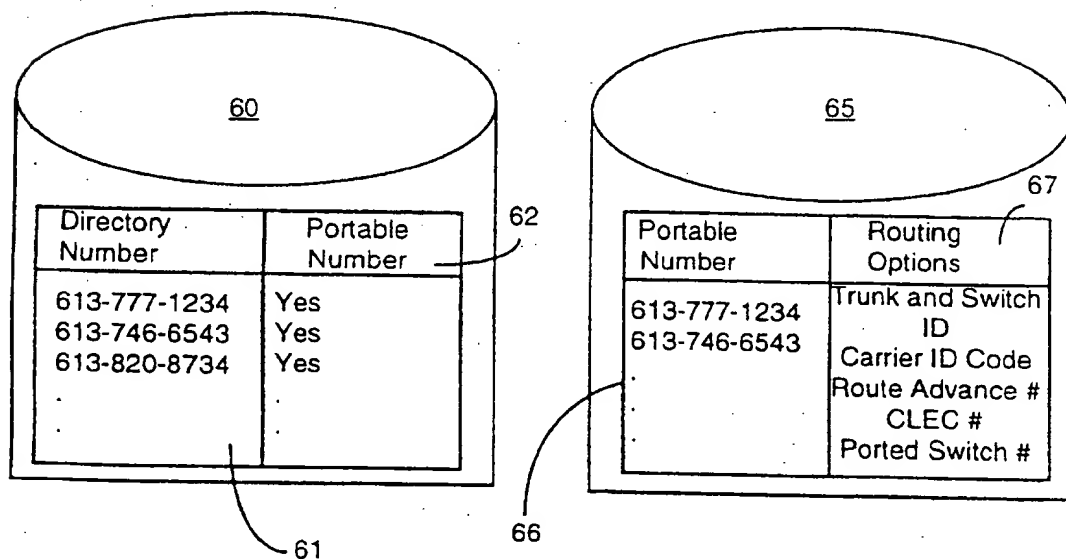 60
Directory Number
Portable Number
62
613-777-1234 Yes
613-746-6543 Yes
613-820-8734 Yes
61
65
67
Portable Number
Routing Options
613-777-1234
613-746-6543
Trunk and Switch ID
Carrier ID Code
Route Advance #
CLEC #
Ported Switch #
66